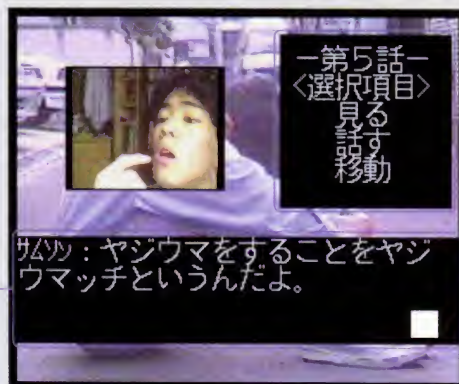 ー第5話ー
〈選択項目〉
見る
話す
移動
サムソン：ヤジウマをすることをヤジ
ウマッチというんだよ。